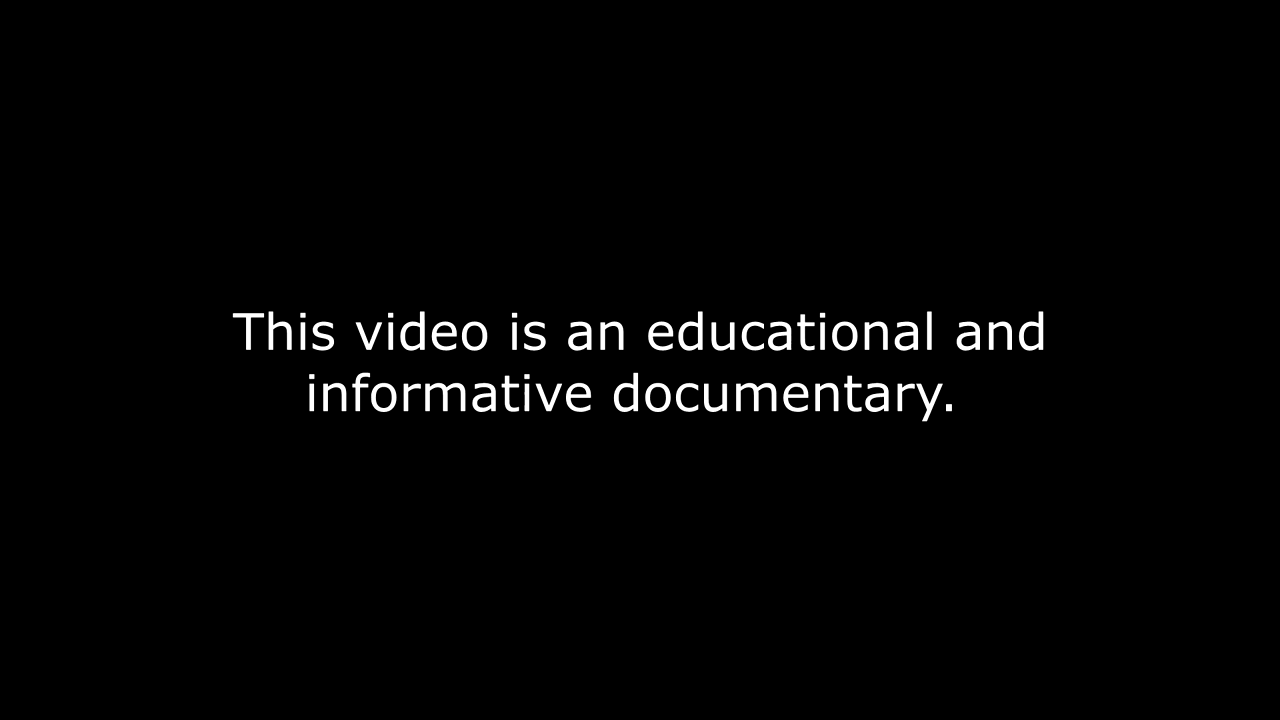 This video is an educational and
informative documentary.